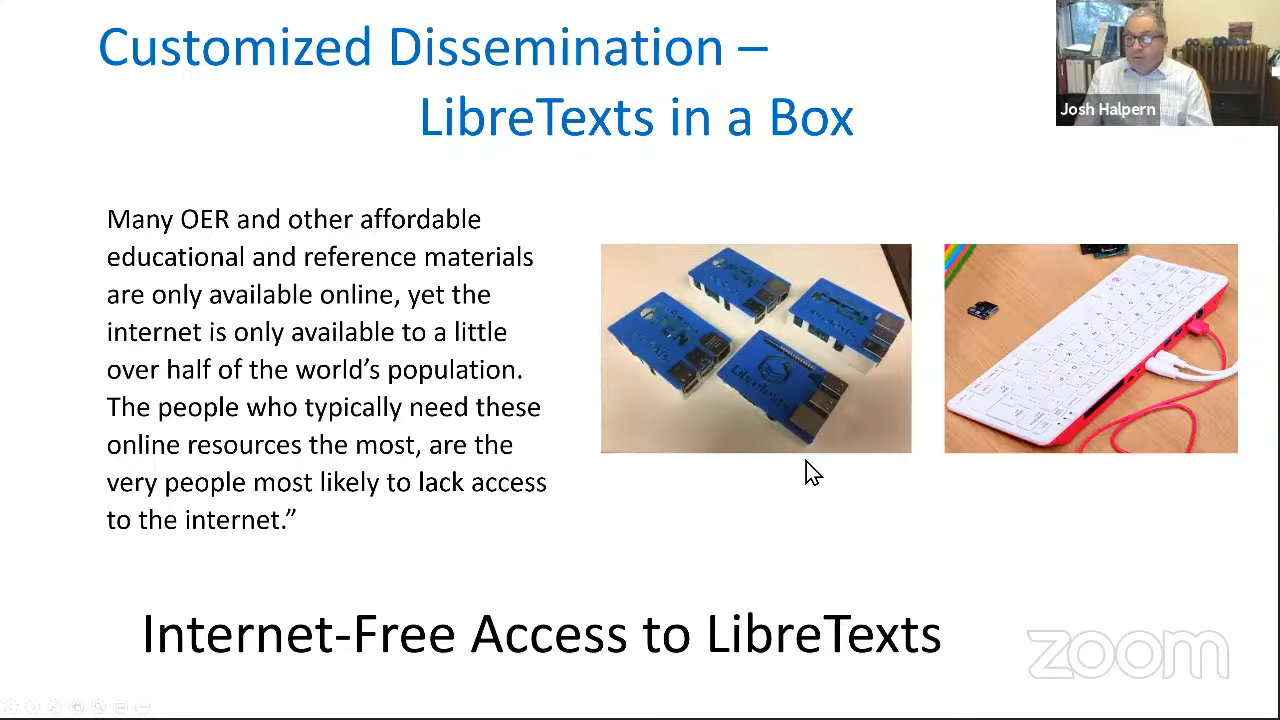 Customized Dissemination –
LibreTexts in a Box
Josh Halpern
Many OER and other affordable
educational and reference materials
are only available online, yet the
internet is only available to a little
over half of the world’s population.
The people who typically need these
online resources the most, are the
very people most likely to lack access
to the internet.”
LibreTexts
Internet-Free Access to LibreTexts
zoom